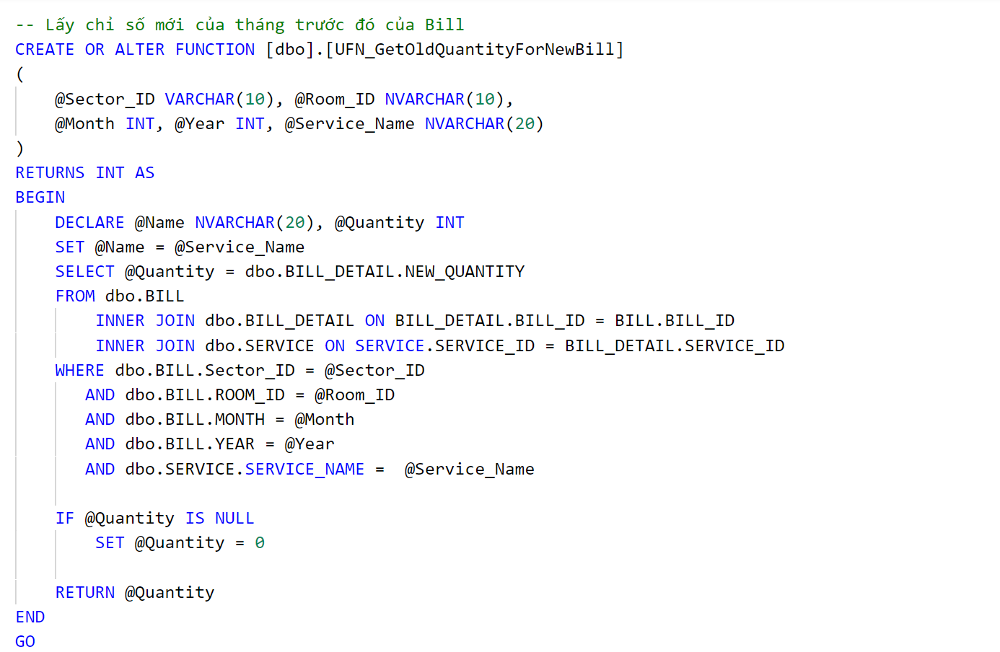 -- Lấy chỉ số mới của tháng trước đó của Bill
CREATE OR ALTER FUNCTION [dbo].[UFN_GetOldQuantityForNewBill]
(
    @Sector_ID VARCHAR(10), @Room_ID NVARCHAR(10),
    @Month INT, @Year INT, @Service_Name NVARCHAR(20)
)
RETURNS INT AS
BEGIN
    DECLARE @Name NVARCHAR(20), @Quantity INT
    SET @Name = @Service_Name
    SELECT @Quantity = dbo.BILL_DETAIL.NEW_QUANTITY
    FROM dbo.BILL
        INNER JOIN dbo.BILL_DETAIL ON BILL_DETAIL.BILL_ID = BILL.BILL_ID
        INNER JOIN dbo.SERVICE ON SERVICE.SERVICE_ID = BILL_DETAIL.SERVICE_ID
    WHERE dbo.BILL.Sector_ID = @Sector_ID
       AND dbo.BILL.ROOM_ID = @Room_ID
       AND dbo.BILL.MONTH = @Month
       AND dbo.BILL.YEAR = @Year
       AND dbo.SERVICE.SERVICE_NAME =  @Service_Name
    IF @Quantity IS NULL
        SET @Quantity = 0
    RETURN @Quantity
END
GO